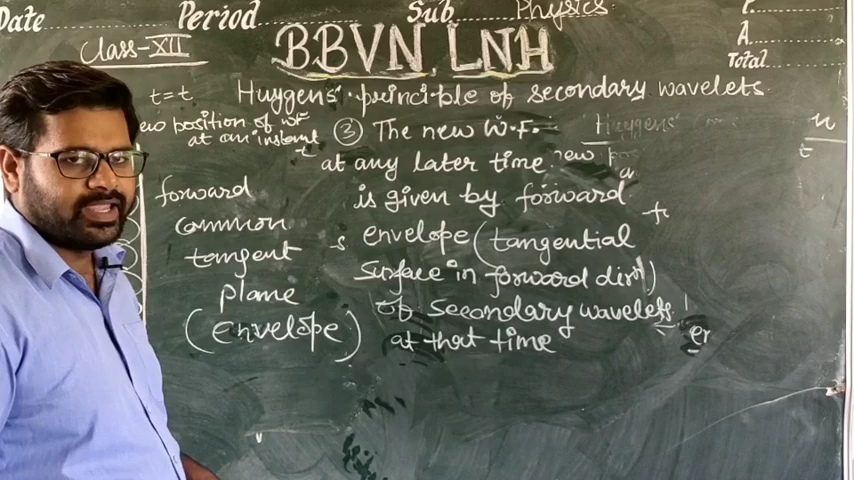 Date Period Sub Physics P.
Class-XII BBVN, LNH A.
Total
t=t Huygens' principle of secondary wavelets
position of WF
at an instant
t
forward
common
tangent
plane
(envelope)
③ The new W.F.
at any later time
is given by forward
envelope (tangential
surface in forward dirn)
of secondary wavelets
at that time
Huygens'
new
a
t
er